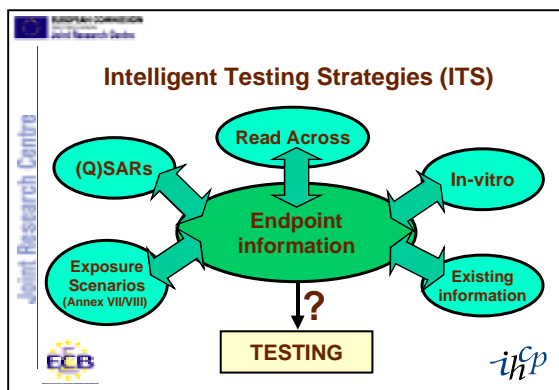 EUROPEAN COMMISSION
Joint Research Centre
Intelligent Testing Strategies (ITS)
Joint Research Centre
Read Across
(Q)SARs
In-vitro
Endpoint
information
Exposure
Scenarios
(Annex VII/VIII)
Existing
information
?
TESTING
ECB
ihcp